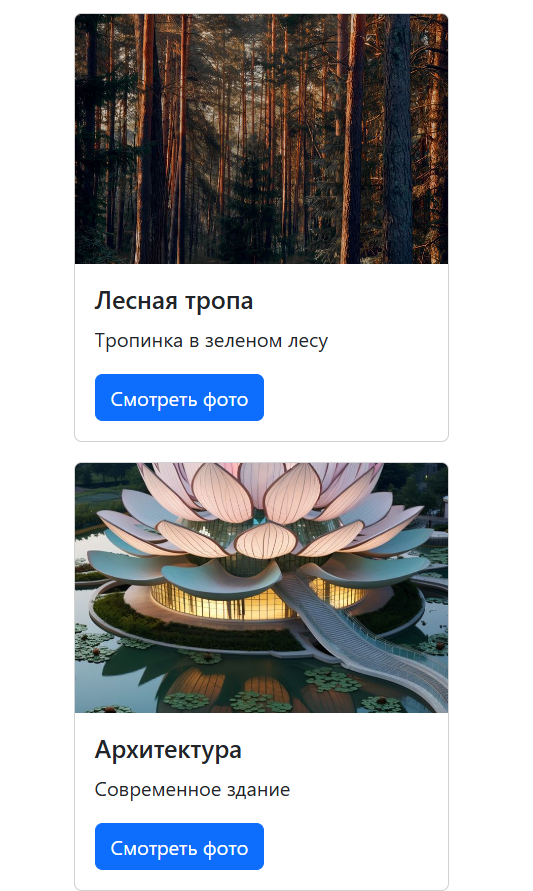 Лесная тропа
Тропинка в зеленом лесу
Смотреть фото
Архитектура
Современное здание
Смотреть фото